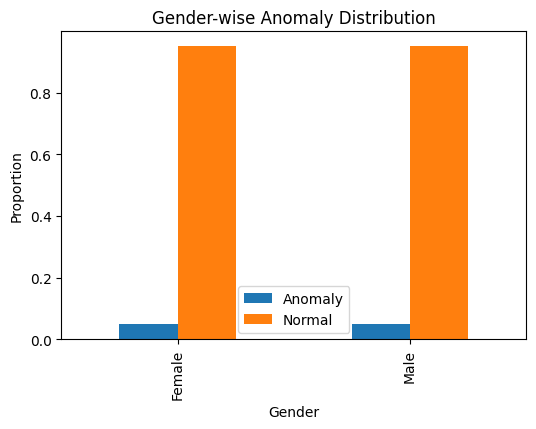 Gender-wise Anomaly Distribution
Proportion
0.8
0.6
0.4
0.2
0.0
Anomaly
Normal
Female
Male
Gender